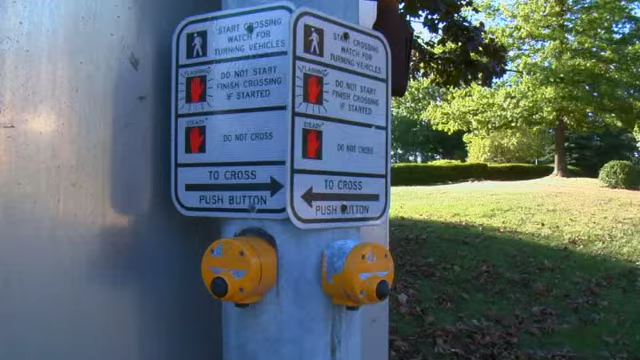 START CROSSING
WATCH FOR
TURNING VEHICLES
FLASHING
DO NOT START
FINISH CROSSING
IF STARTED
STEADY
DO NOT CROSS
TO CROSS
PUSH BUTTON
START CROSSING
WATCH FOR
TURNING VEHICLES
FLASHING
DO NOT START
FINISH CROSSING
IF STARTED
STEADY
DO NOT CROSS
TO CROSS
PUSH BUTTON